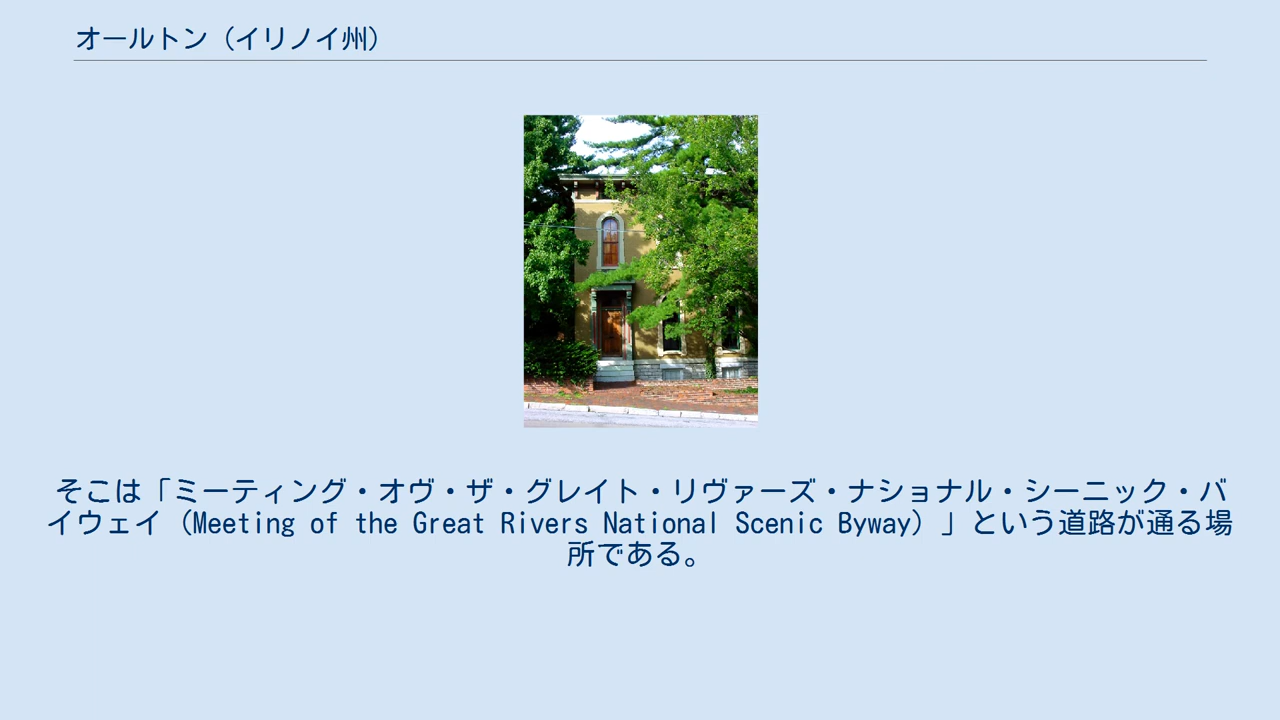 オールトン（イリノイ州）
そこは「ミーティング・オヴ・ザ・グレイト・リヴァーズ・ナショナル・シーニック・バ
イウェイ（Meeting of the Great Rivers National Scenic Byway）」という道路が通る場
所である。